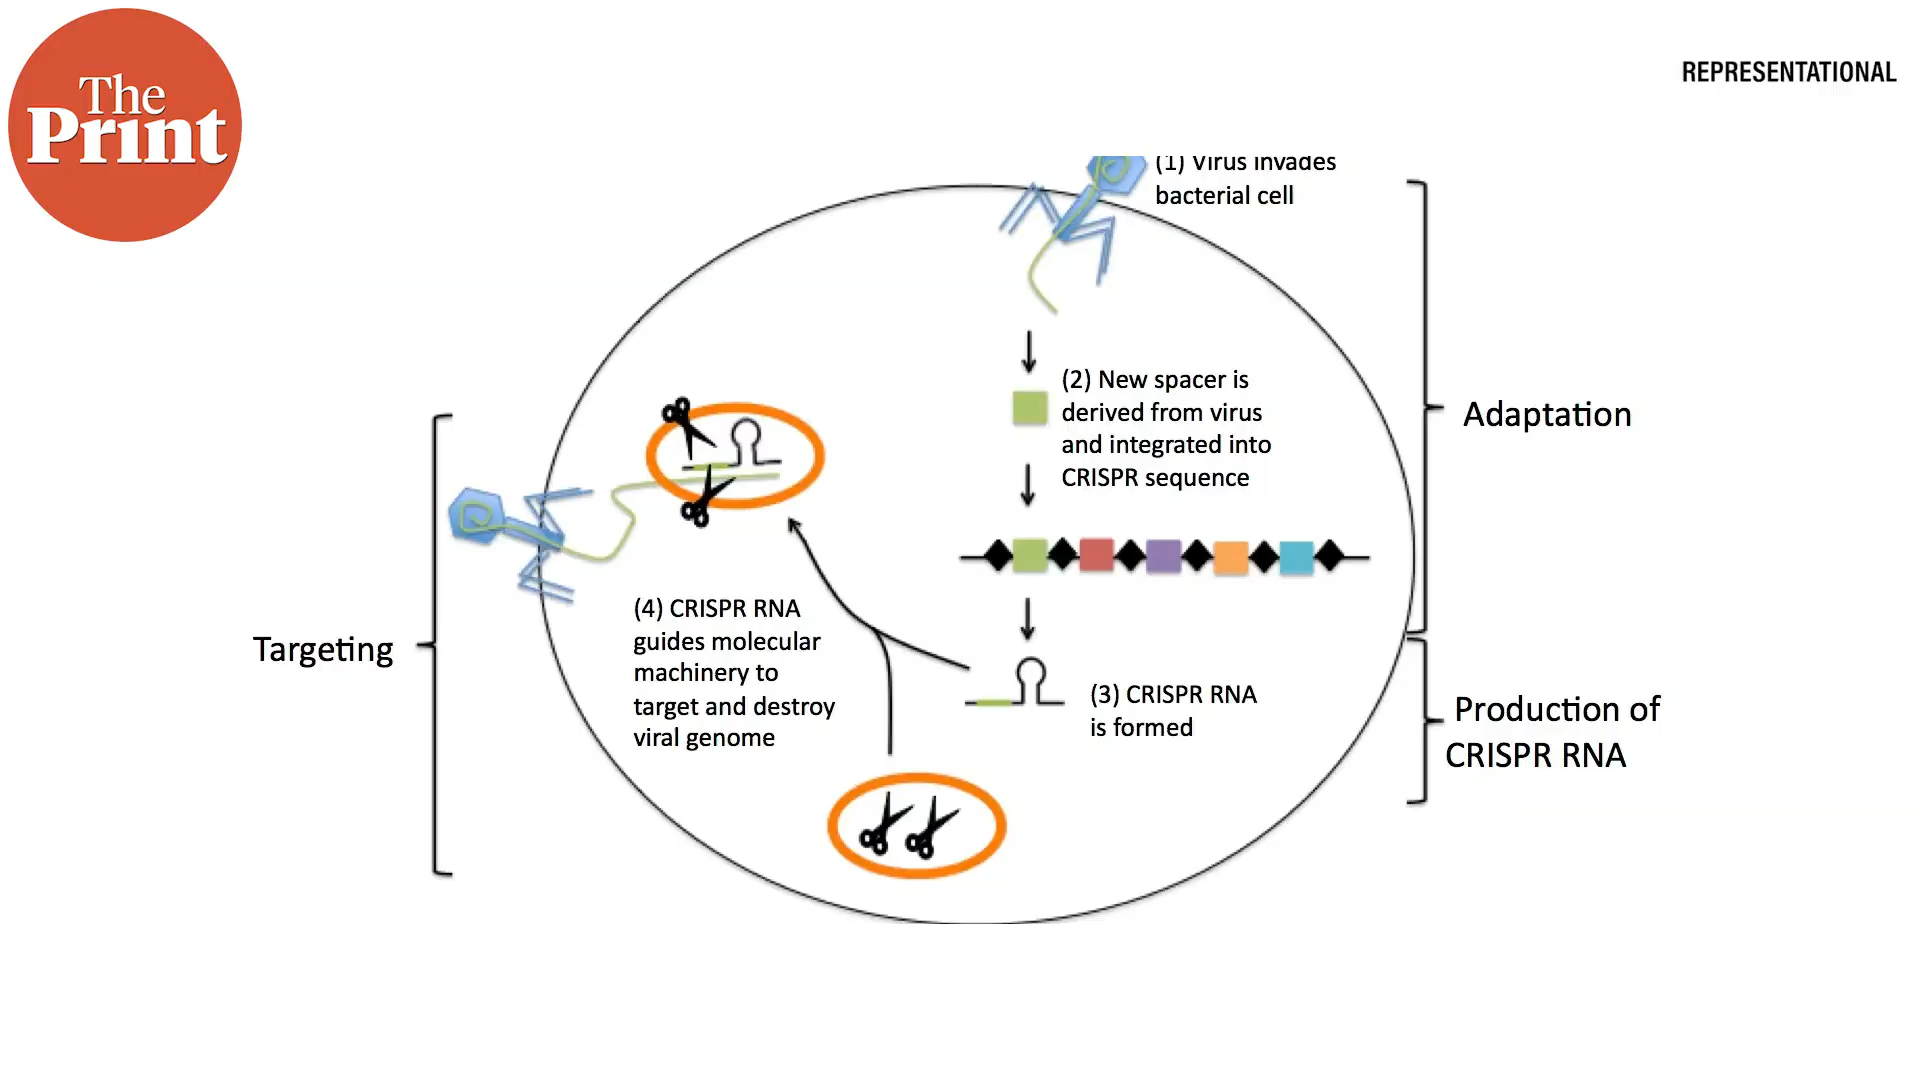 The
Print
REPRESENTATIONAL
(1) Virus invades
bacterial cell
(2) New spacer is
derived from virus
and integrated into
CRISPR sequence
Adaptation
(3) CRISPR RNA
is formed
Production of
CRISPR RNA
(4) CRISPR RNA
guides molecular
machinery to
target and destroy
viral genome
Targeting